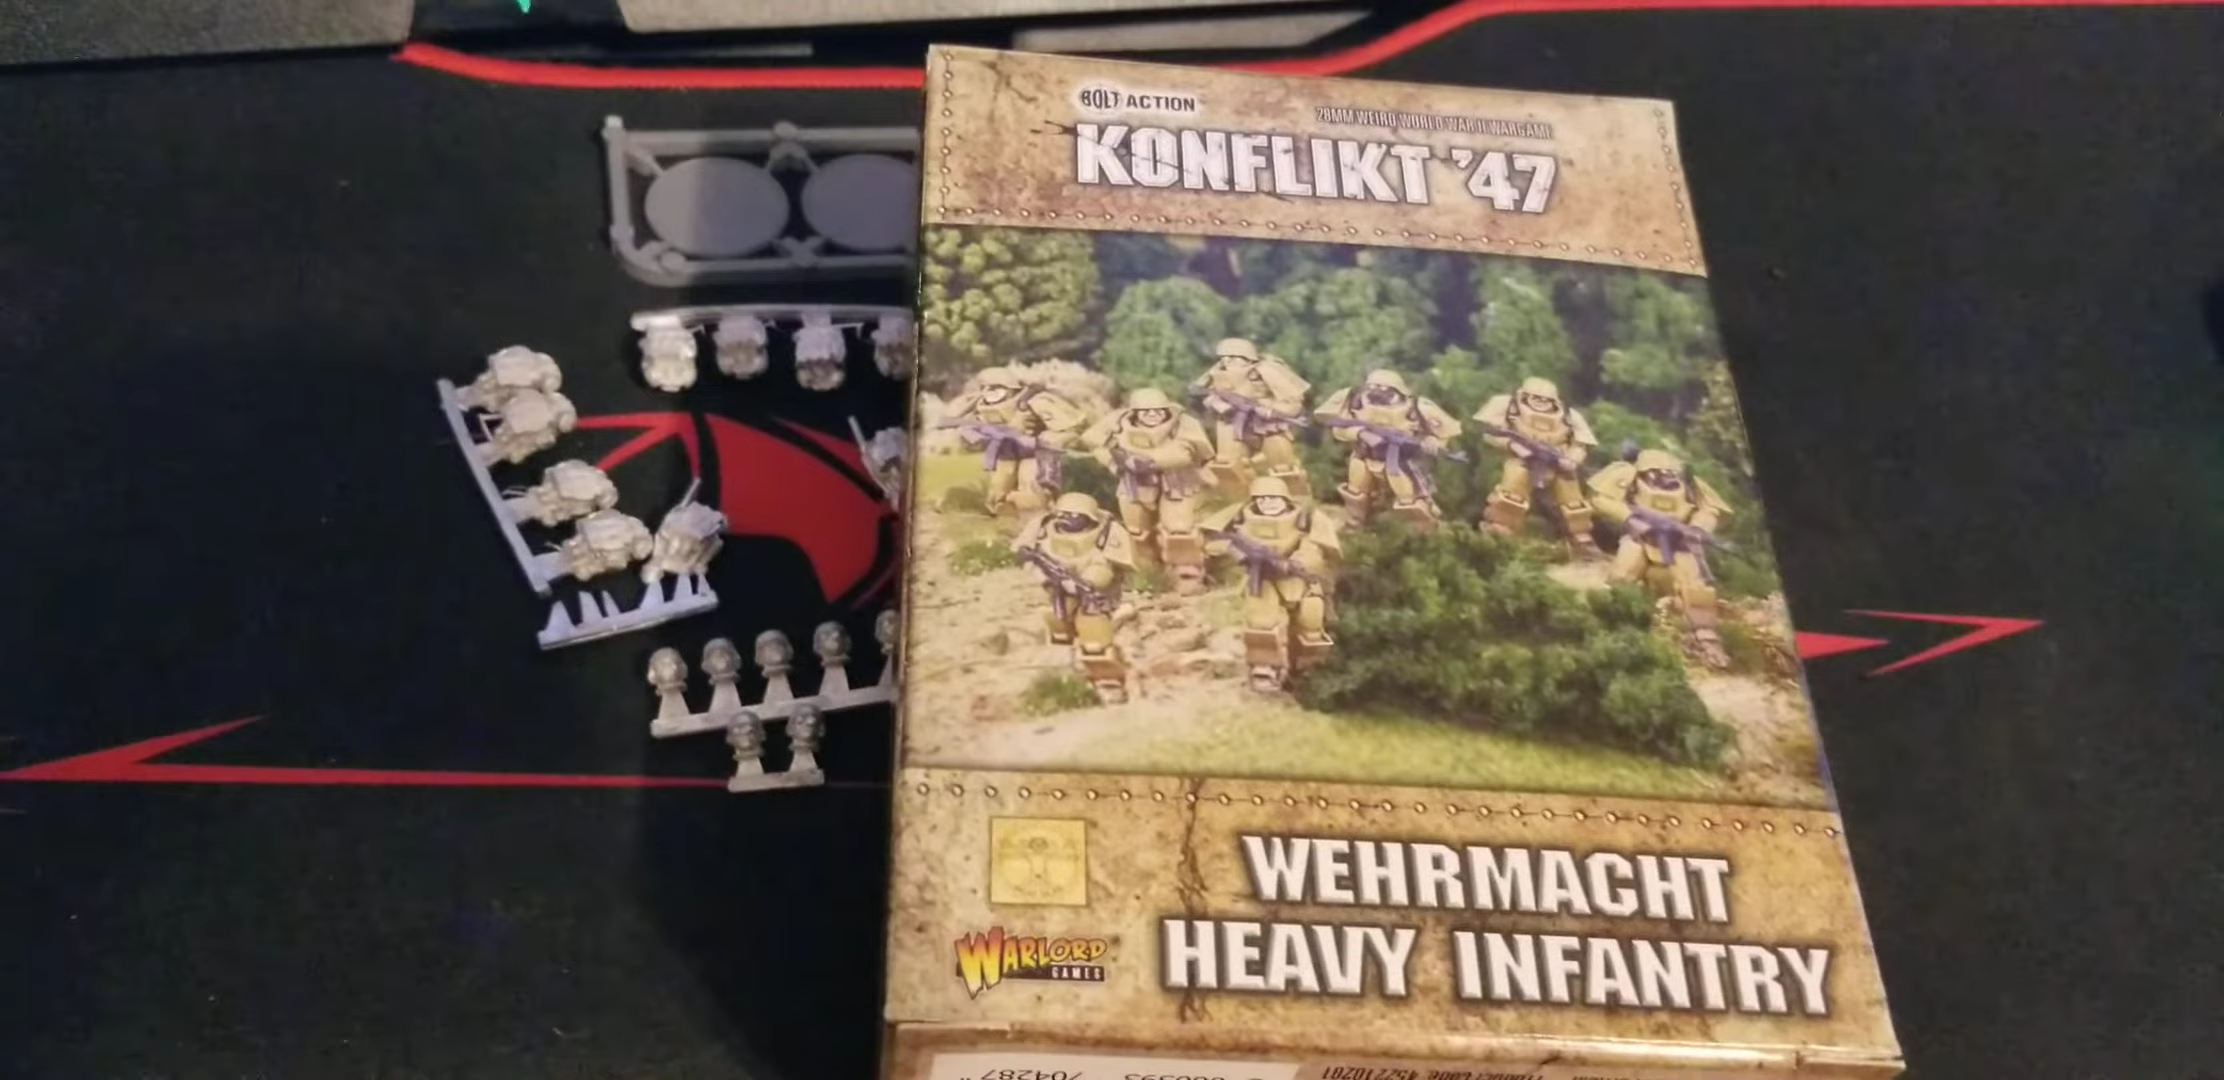 BOLT ACTION
28MM WEIRD WORLD WAR II WARGAME
KONFLIKT '47
WEHRMACHT
HEAVY INFANTRY
WARLORD
GAMES